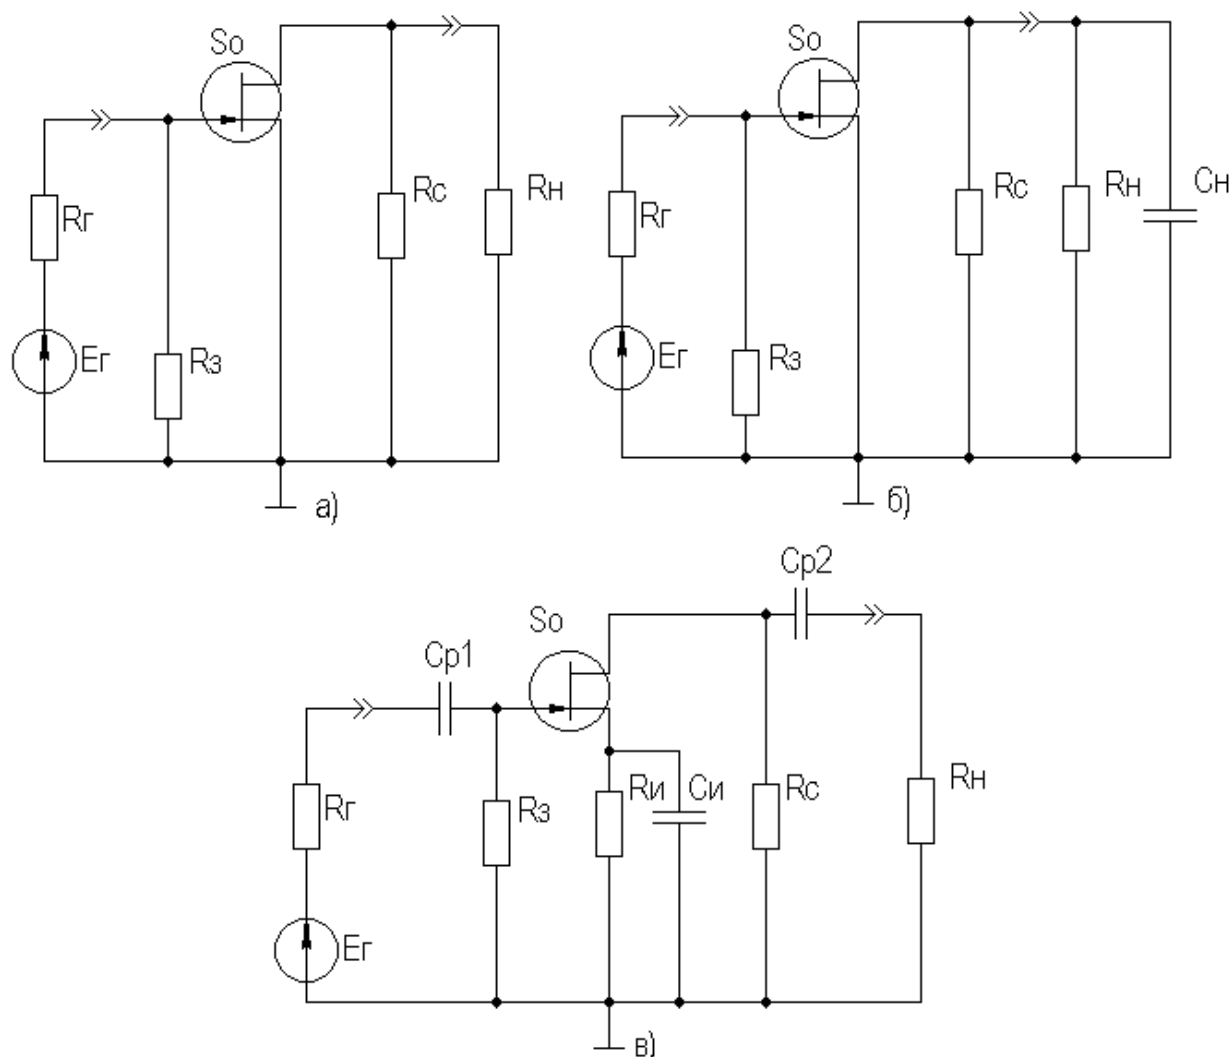 So
Rг
Eг
Rз
Rс
Rн
а)
So
Rг
Eг
Rз
Rс
Rн
Cн
б)
Cр1
So
Cр2
Rг
Eг
Rз
Rи
Cи
Rс
Rн
в)